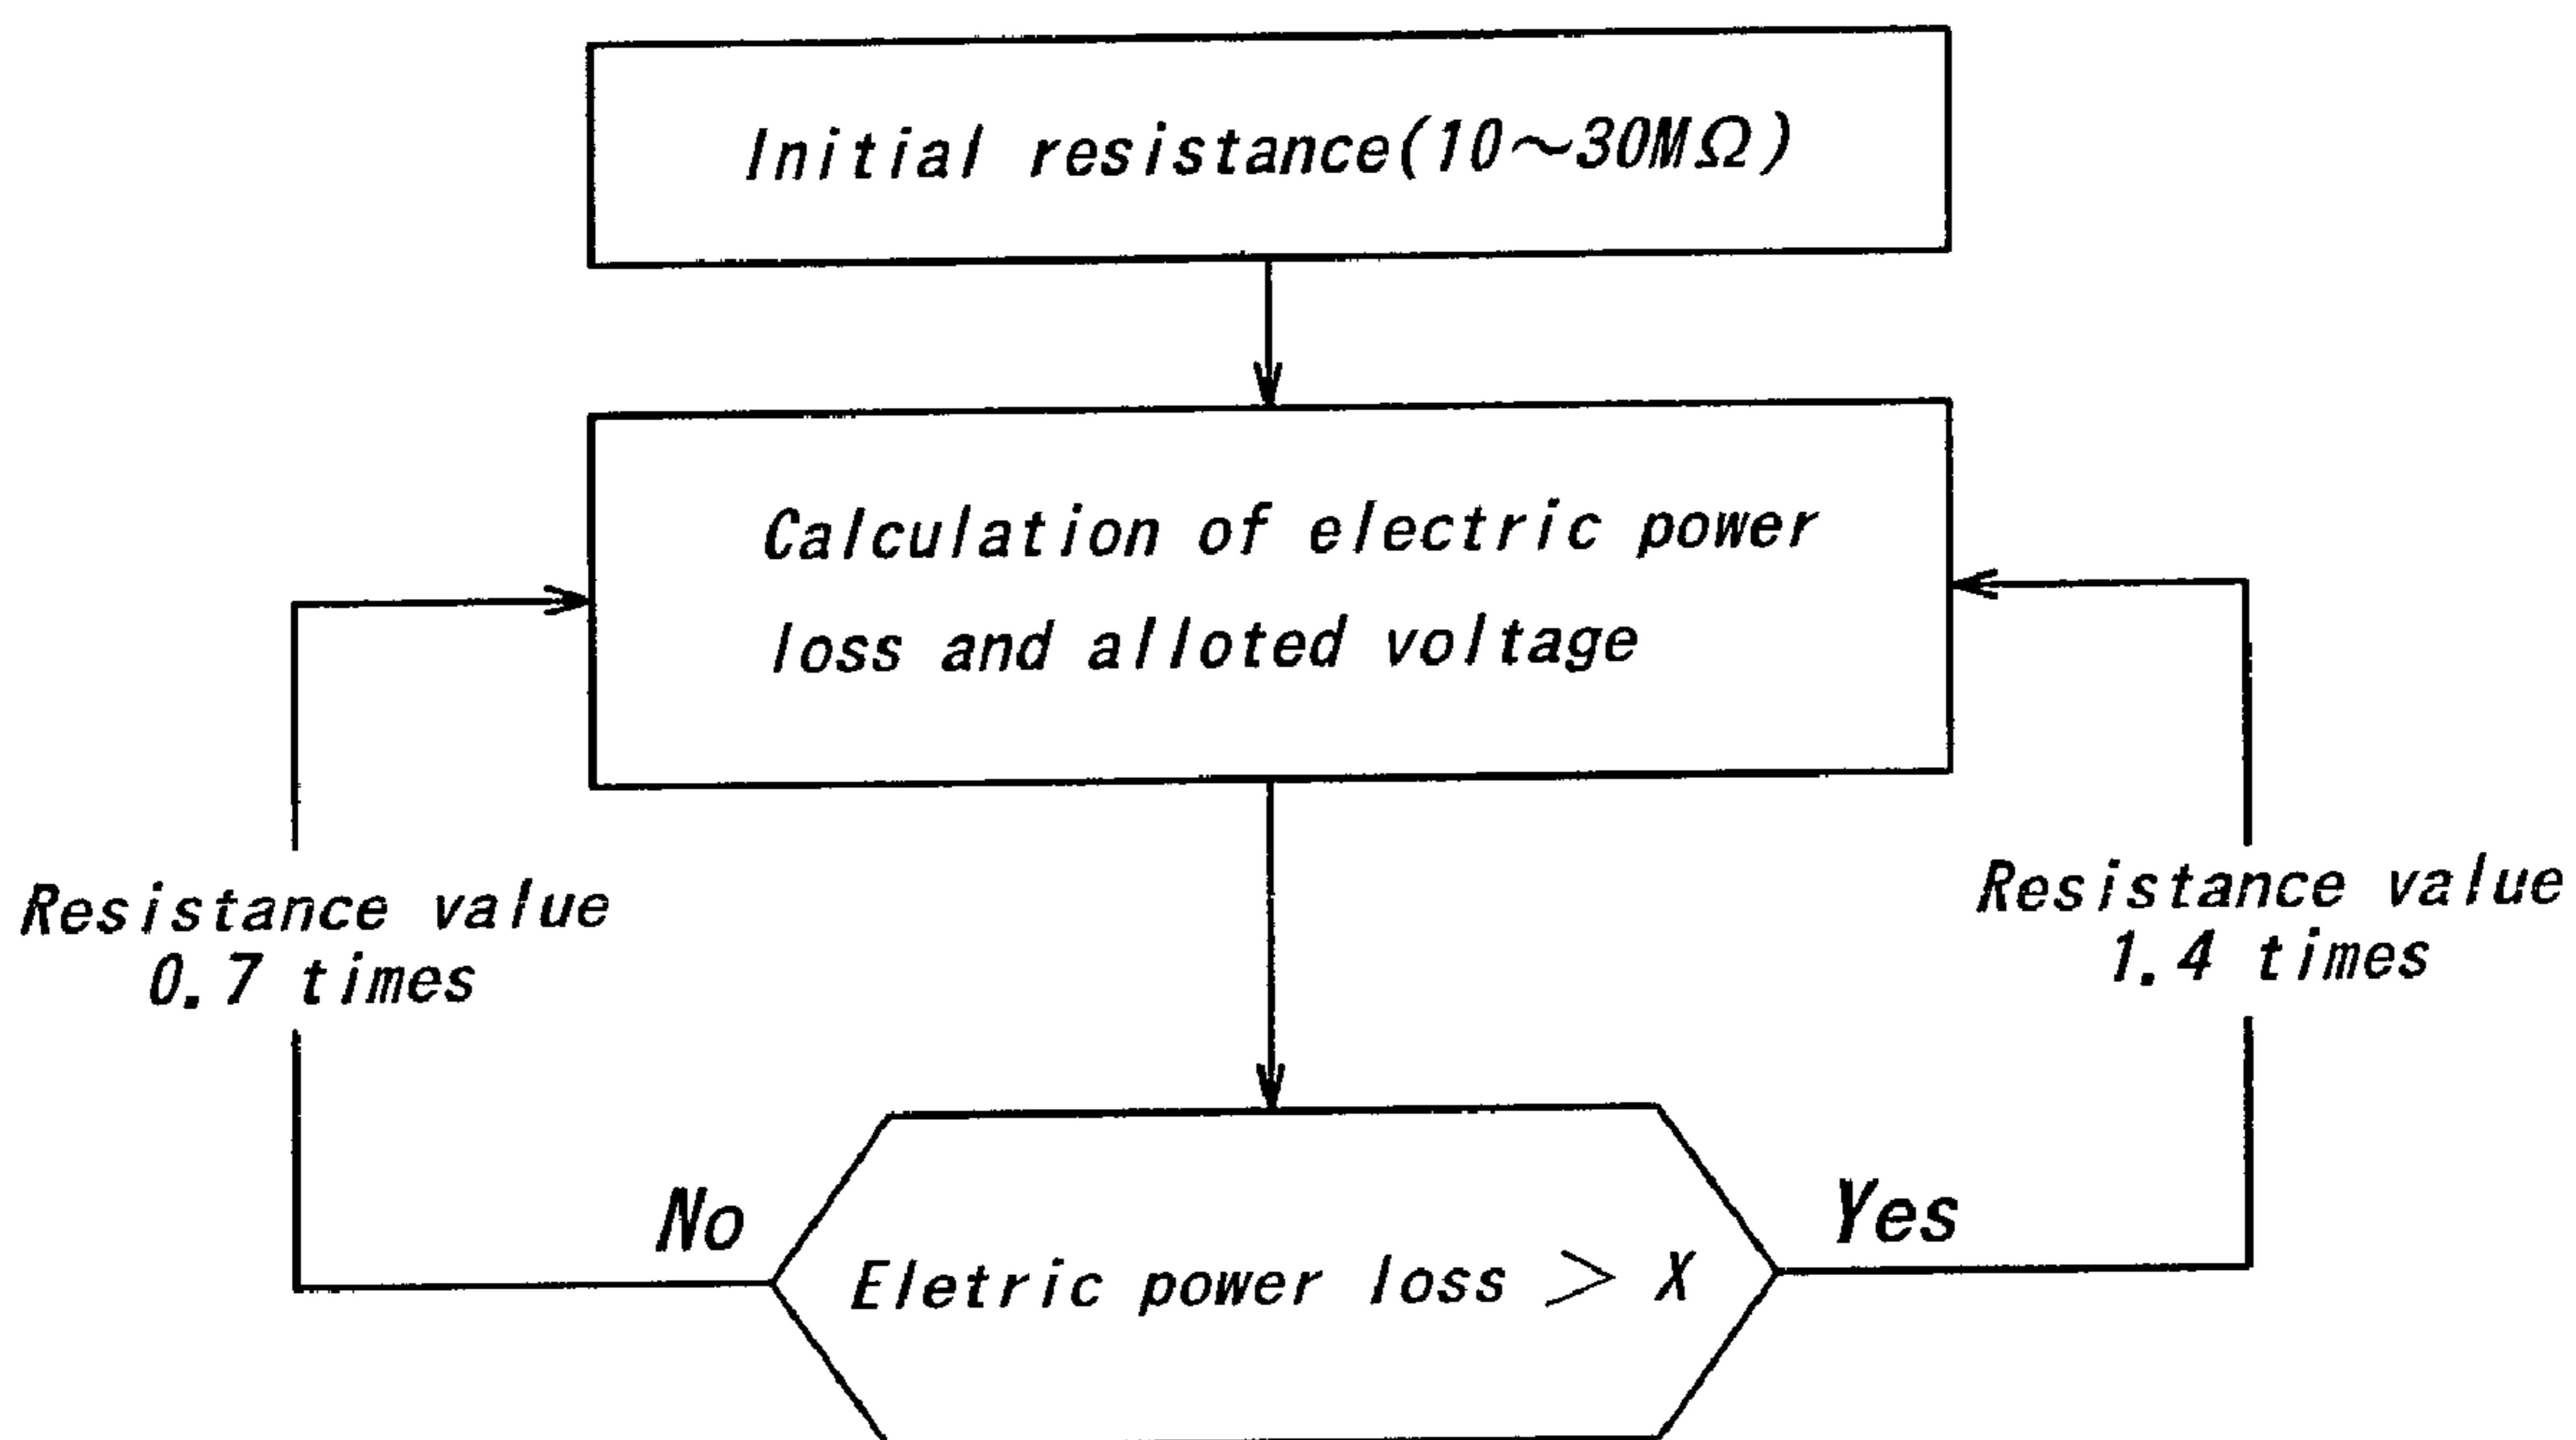 Initial resistance(10～30MΩ)
Calculation of electric power
loss and alloted voltage
Resistance value
0.7 times
Resistance value
1.4 times
No
Yes
Eletric power loss ＞ X